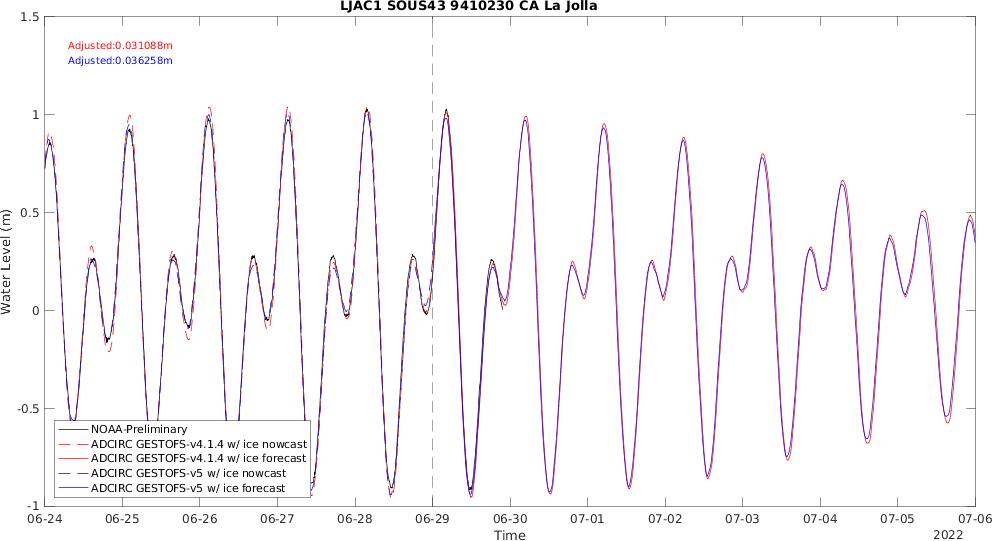 LJAC1 SOUS43 9410230 CA La Jolla
1.5
Adjusted:0.031088m
Adjusted:0.036258m
1
0.5
Water Level (m)
0
-0.5
NOAA-Preliminary
ADCIRC GESTOFS-v4.1.4 w/ ice nowcast
ADCIRC GESTOFS-v4.1.4 w/ ice forecast
ADCIRC GESTOFS-v5 w/ ice nowcast
ADCIRC GESTOFS-v5 w/ ice forecast
-1
06-24 06-25 06-26 06-27 06-28 06-29 06-30 07-01 07-02 07-03 07-04 07-05 07-06
Time
2022